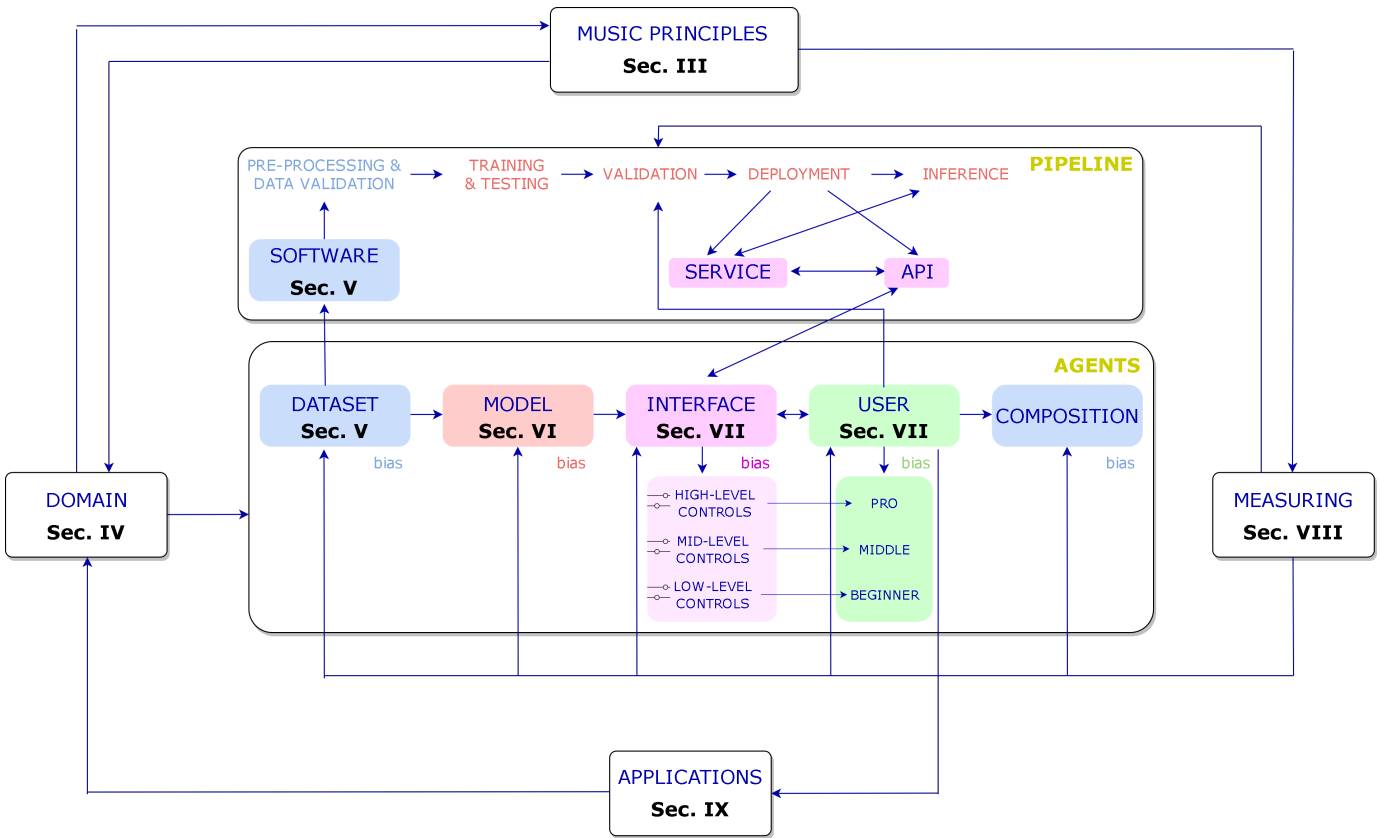 MUSIC PRINCIPLES
Sec. III
PIPELINE
PRE-PROCESSING &
DATA VALIDATION
TRAINING
& TESTING
VALIDATION
DEPLOYMENT
INFERENCE
SOFTWARE
Sec. V
SERVICE
API
AGENTS
DATASET
Sec. V
bias
MODEL
Sec. VI
bias
INTERFACE
Sec. VII
bias
USER
Sec. VII
bias
COMPOSITION
bias
HIGH-LEVEL
CONTROLS
PRO
MID-LEVEL
CONTROLS
MIDDLE
LOW-LEVEL
CONTROLS
BEGINNER
DOMAIN
Sec. IV
MEASURING
Sec. VIII
APPLICATIONS
Sec. IX